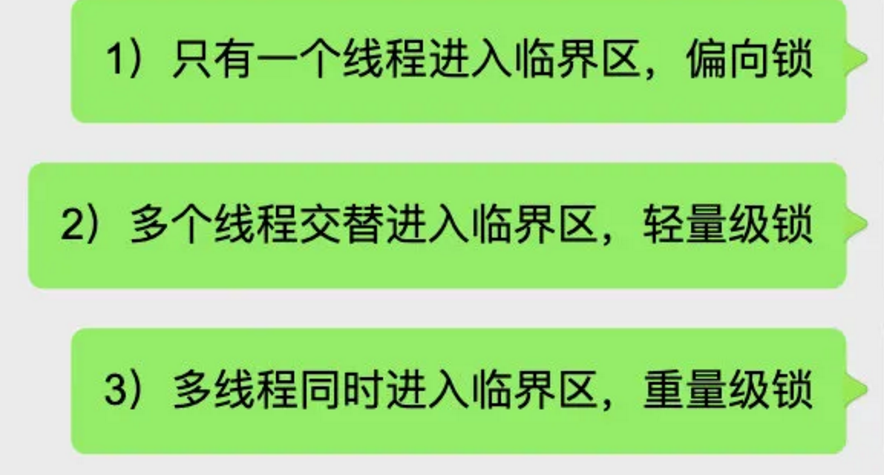 1）只有一个线程进入临界区，偏向锁
2）多个线程交替进入临界区，轻量级锁
3）多线程同时进入临界区，重量级锁